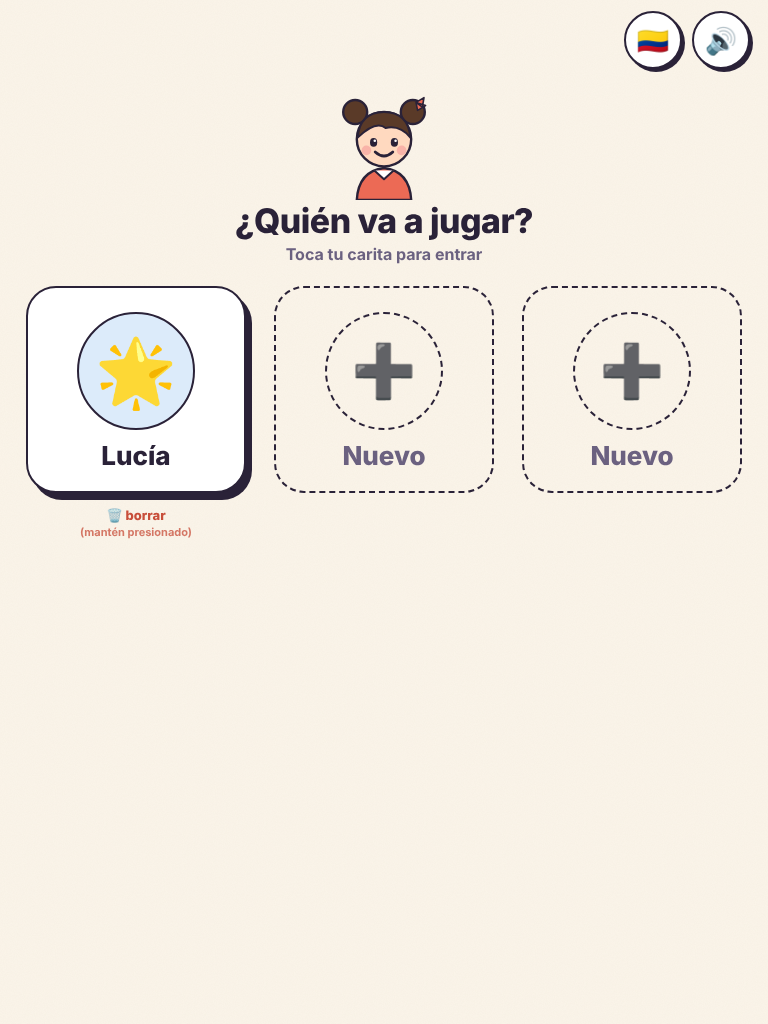 ¿Quién va a jugar?
Toca tu carita para entrar
Lucía
Nuevo
Nuevo
borrar
(mantén presionado)